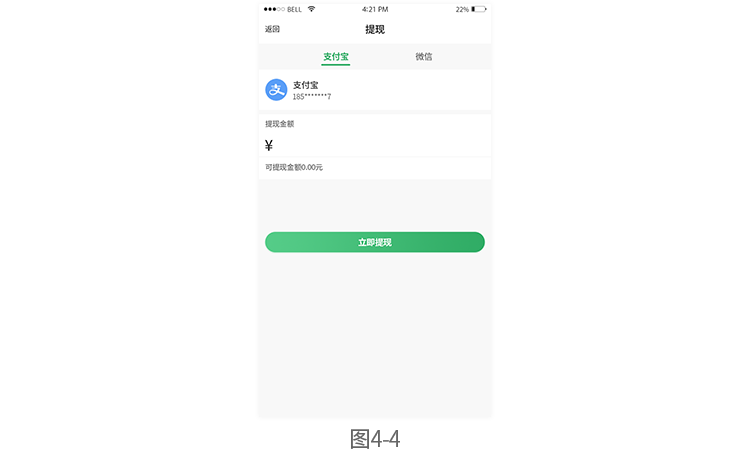 BELL 4:21 PM 22%
返回 提现
支付宝 微信
支付宝
185*******7
提现金额
¥
可提现金额0.00元
立即提现
图4-4